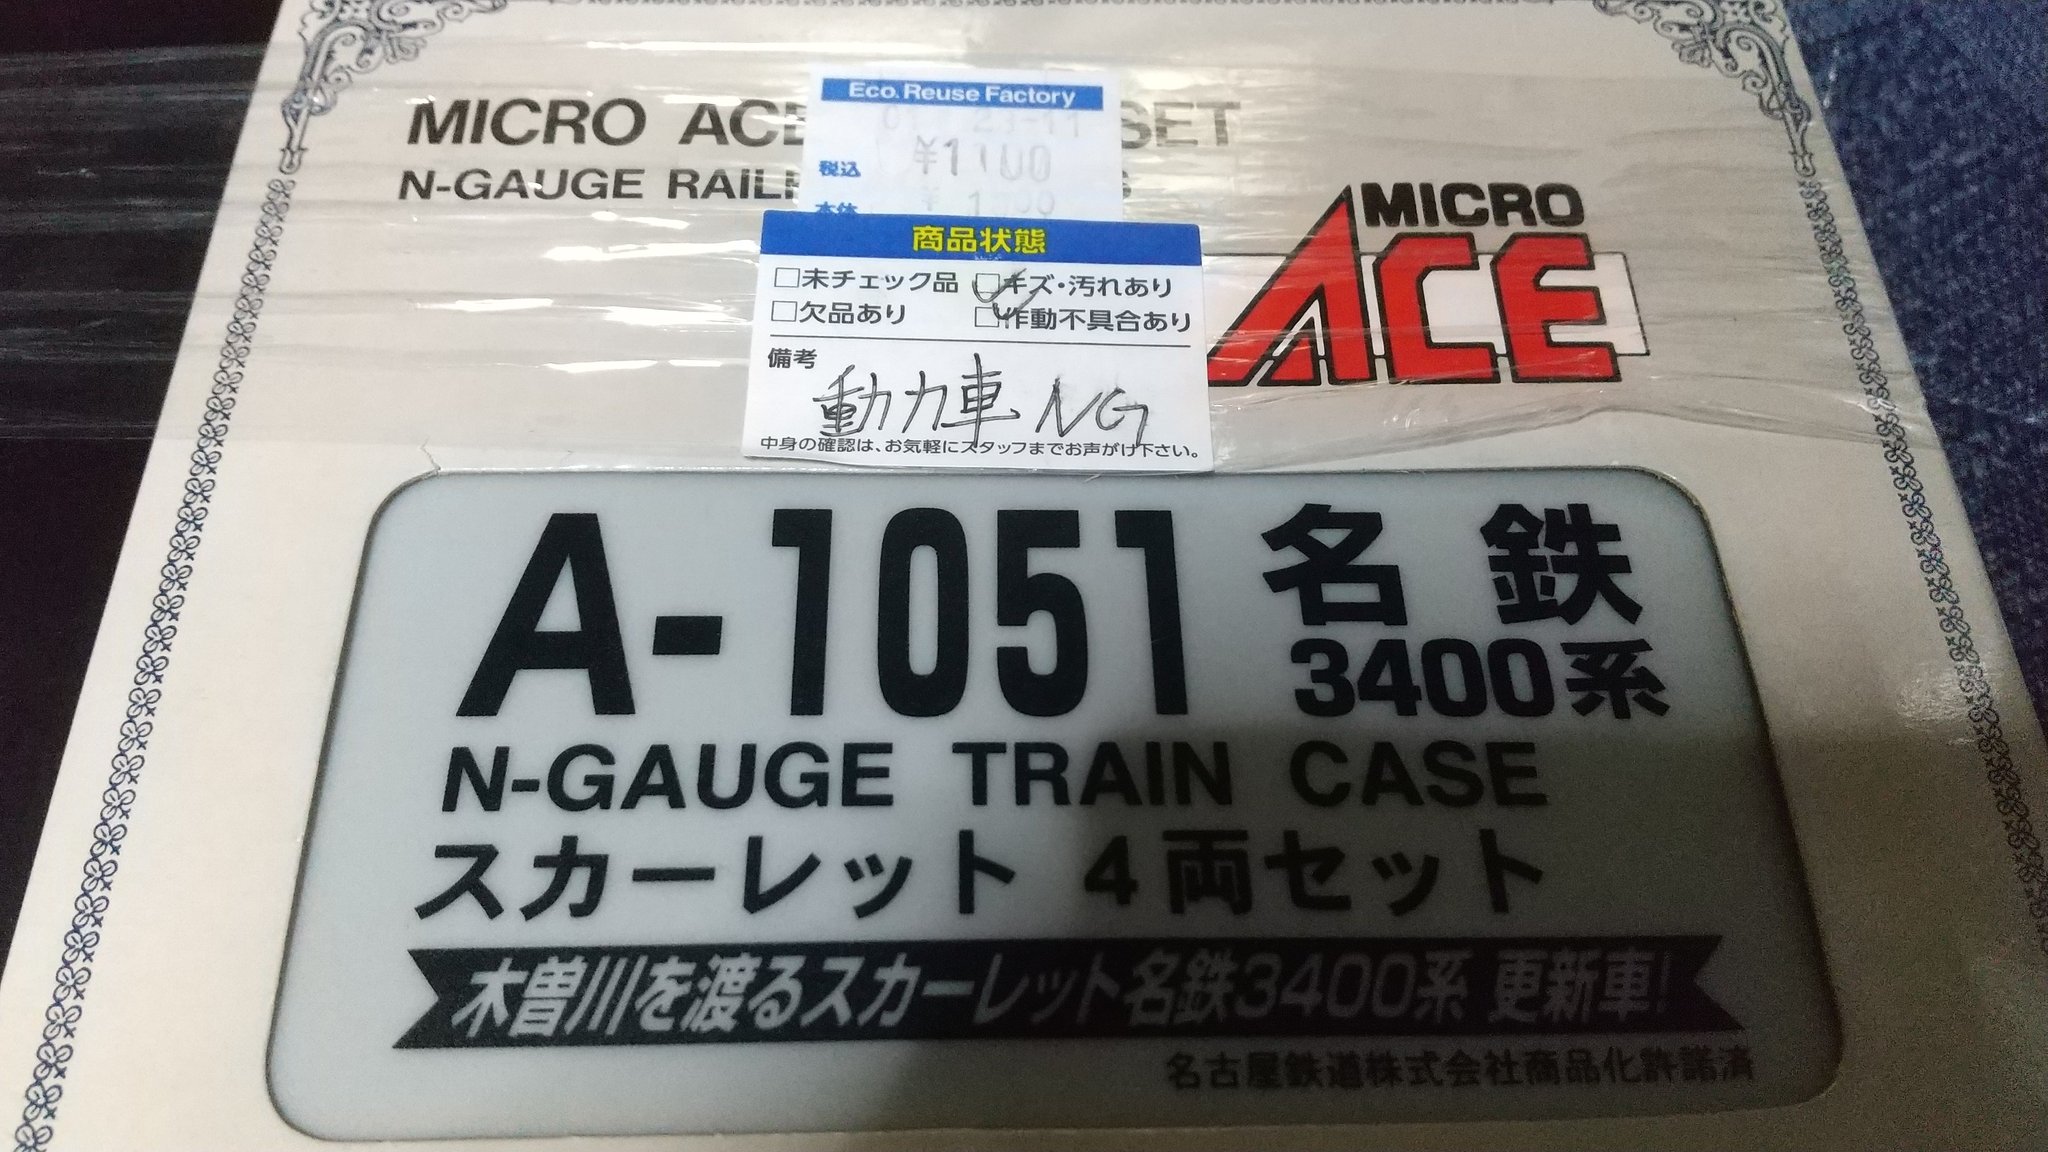 MICRO ACE SET
N-GAUGE
Eco.Reuse Factory
税込 ¥1100
本体
商品状態
□未チェック品 □キズ・汚れあり
□欠品あり □作動不具合あり
備考
動力車 NG
中身の確認は、お気軽にスタッフまでお声がけ下さい。
MICRO
ACE
A-1051 名鉄
3400系
N-GAUGE TRAIN CASE
スカーレット 4両セット
木曽川を渡るスカーレット名鉄3400系 更新車!
名古屋鉄道株式会社商品化許諾済